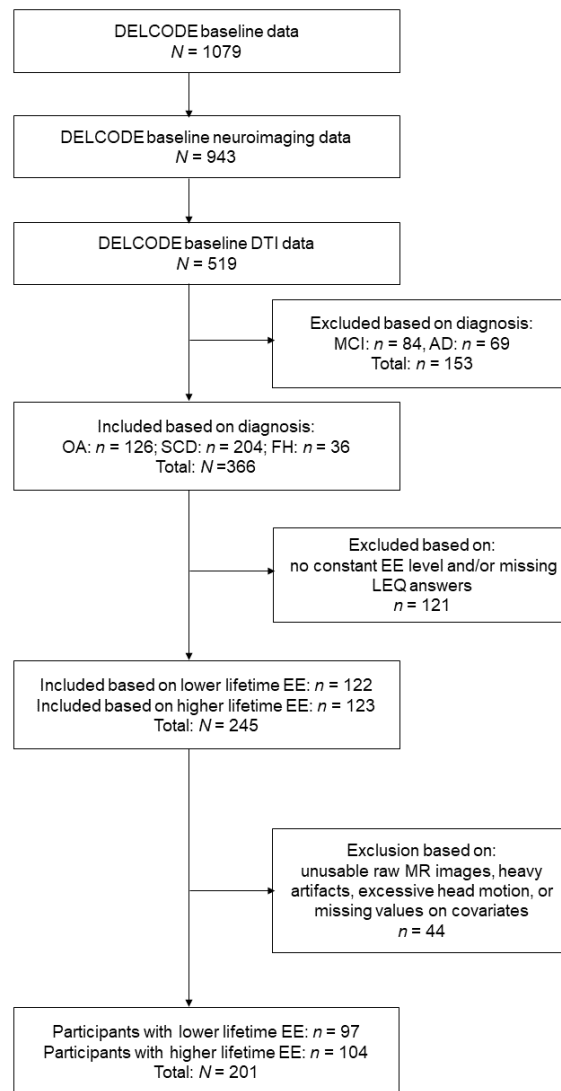 DELCODE baseline data
N = 1079
DELCODE baseline neuroimaging data
N = 943
DELCODE baseline DTI data
N = 519
Excluded based on diagnosis:
MCI: n = 84, AD: n = 69
Total: n = 153
Included based on diagnosis:
OA: n = 126; SCD: n = 204; FH: n = 36
Total: N =366
Excluded based on:
no constant EE level and/or missing
LEQ answers
n = 121
Included based on lower lifetime EE: n = 122
Included based on higher lifetime EE: n = 123
Total: N = 245
Exclusion based on:
unusable raw MR images, heavy
artifacts, excessive head motion, or
missing values on covariates
n = 44
Participants with lower lifetime EE: n = 97
Participants with higher lifetime EE: n = 104
Total: N = 201